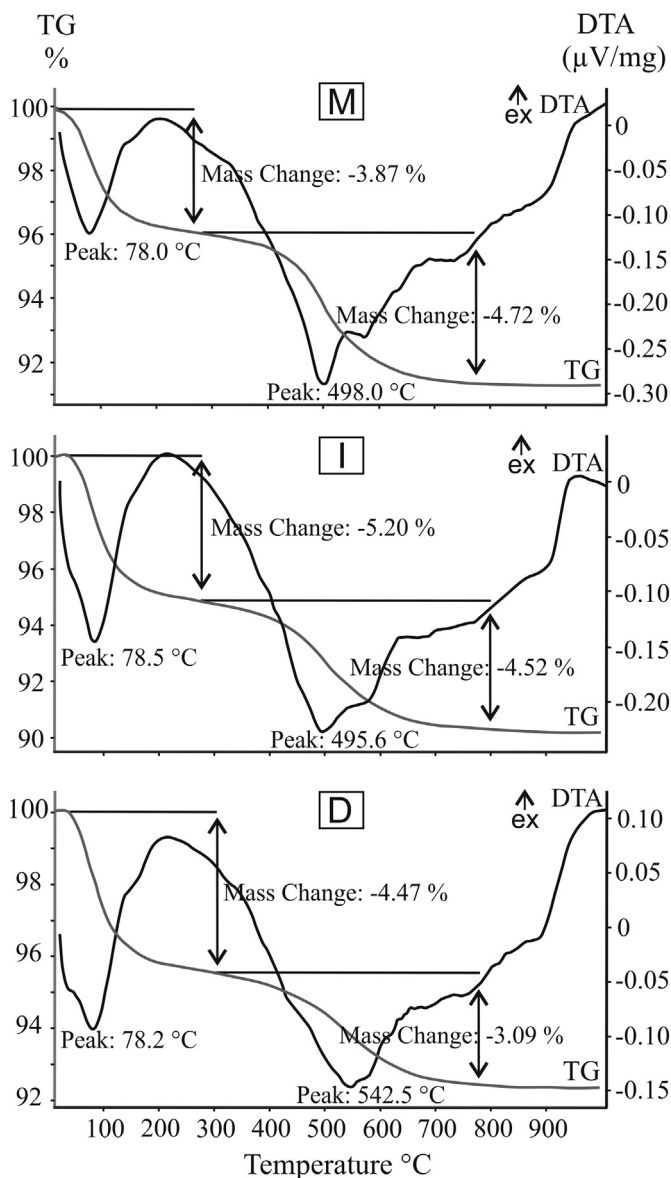 TG
%
DTA
(µV/mg)
M
ex
DTA
100
98
96
94
92
0
-0.05
-0.10
-0.15
-0.20
-0.25
-0.30
Mass Change: -3.87 %
Peak: 78.0 °C
Mass Change: -4.72 %
Peak: 498.0 °C
TG
I
ex
DTA
100
98
95
94
92
90
0
-0.05
-0.10
-0.15
-0.20
Mass Change: -5.20 %
Peak: 78.5 °C
Mass Change: -4.52 %
Peak: 495.6 °C
TG
D
ex
DTA
100
98
95
94
92
0.10
0.05
0
-0.05
-0.10
-0.15
Mass Change: -4.47 %
Peak: 78.2 °C
Mass Change: -3.09 %
Peak: 542.5 °C
TG
100 200 300 400 500 600 700 800 900
Temperature °C